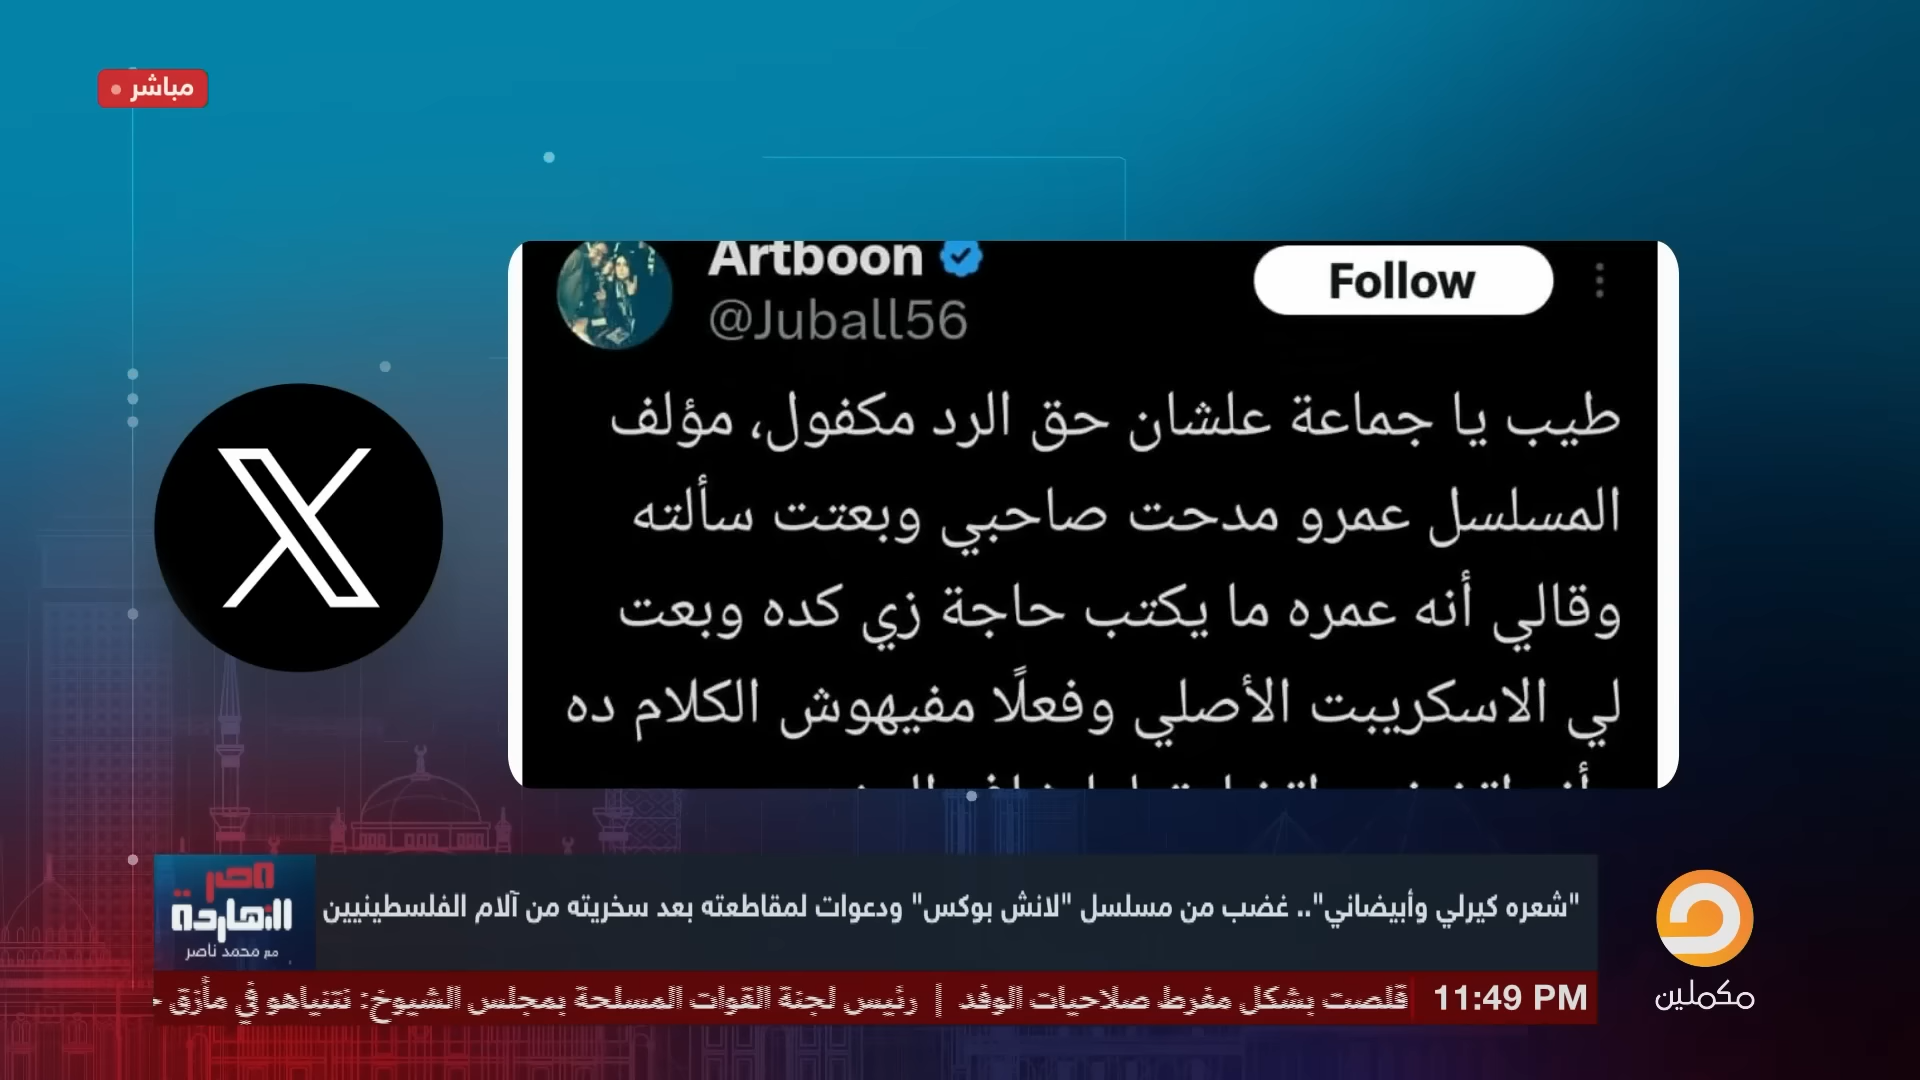 مباشر
Artboon
@Juball56
Follow
طيب يا جماعة علشان حق الرد مكفول، مؤلف
المسلسل عمرو مدحت صاحبي وبعتت سألته
وقالي أنه عمره ما يكتب حاجة زي كده وبعت
لي الاسكريبت الأصلي وفعلًا مفيهوش الكلام ده
مصر
النهاردة
مع محمد ناصر
"شعره كيرلي وأبيضاني".. غضب من مسلسل "لانش بوكس" ودعوات لمقاطعته بعد سخريته من آلام الفلسطينيين
11:49 PM
قلصت بشكل مفرط صلاحيات الوفد | رئيس لجنة القوات المسلحة بمجلس الشيوخ: نتنياهو في مأزق
مكملين